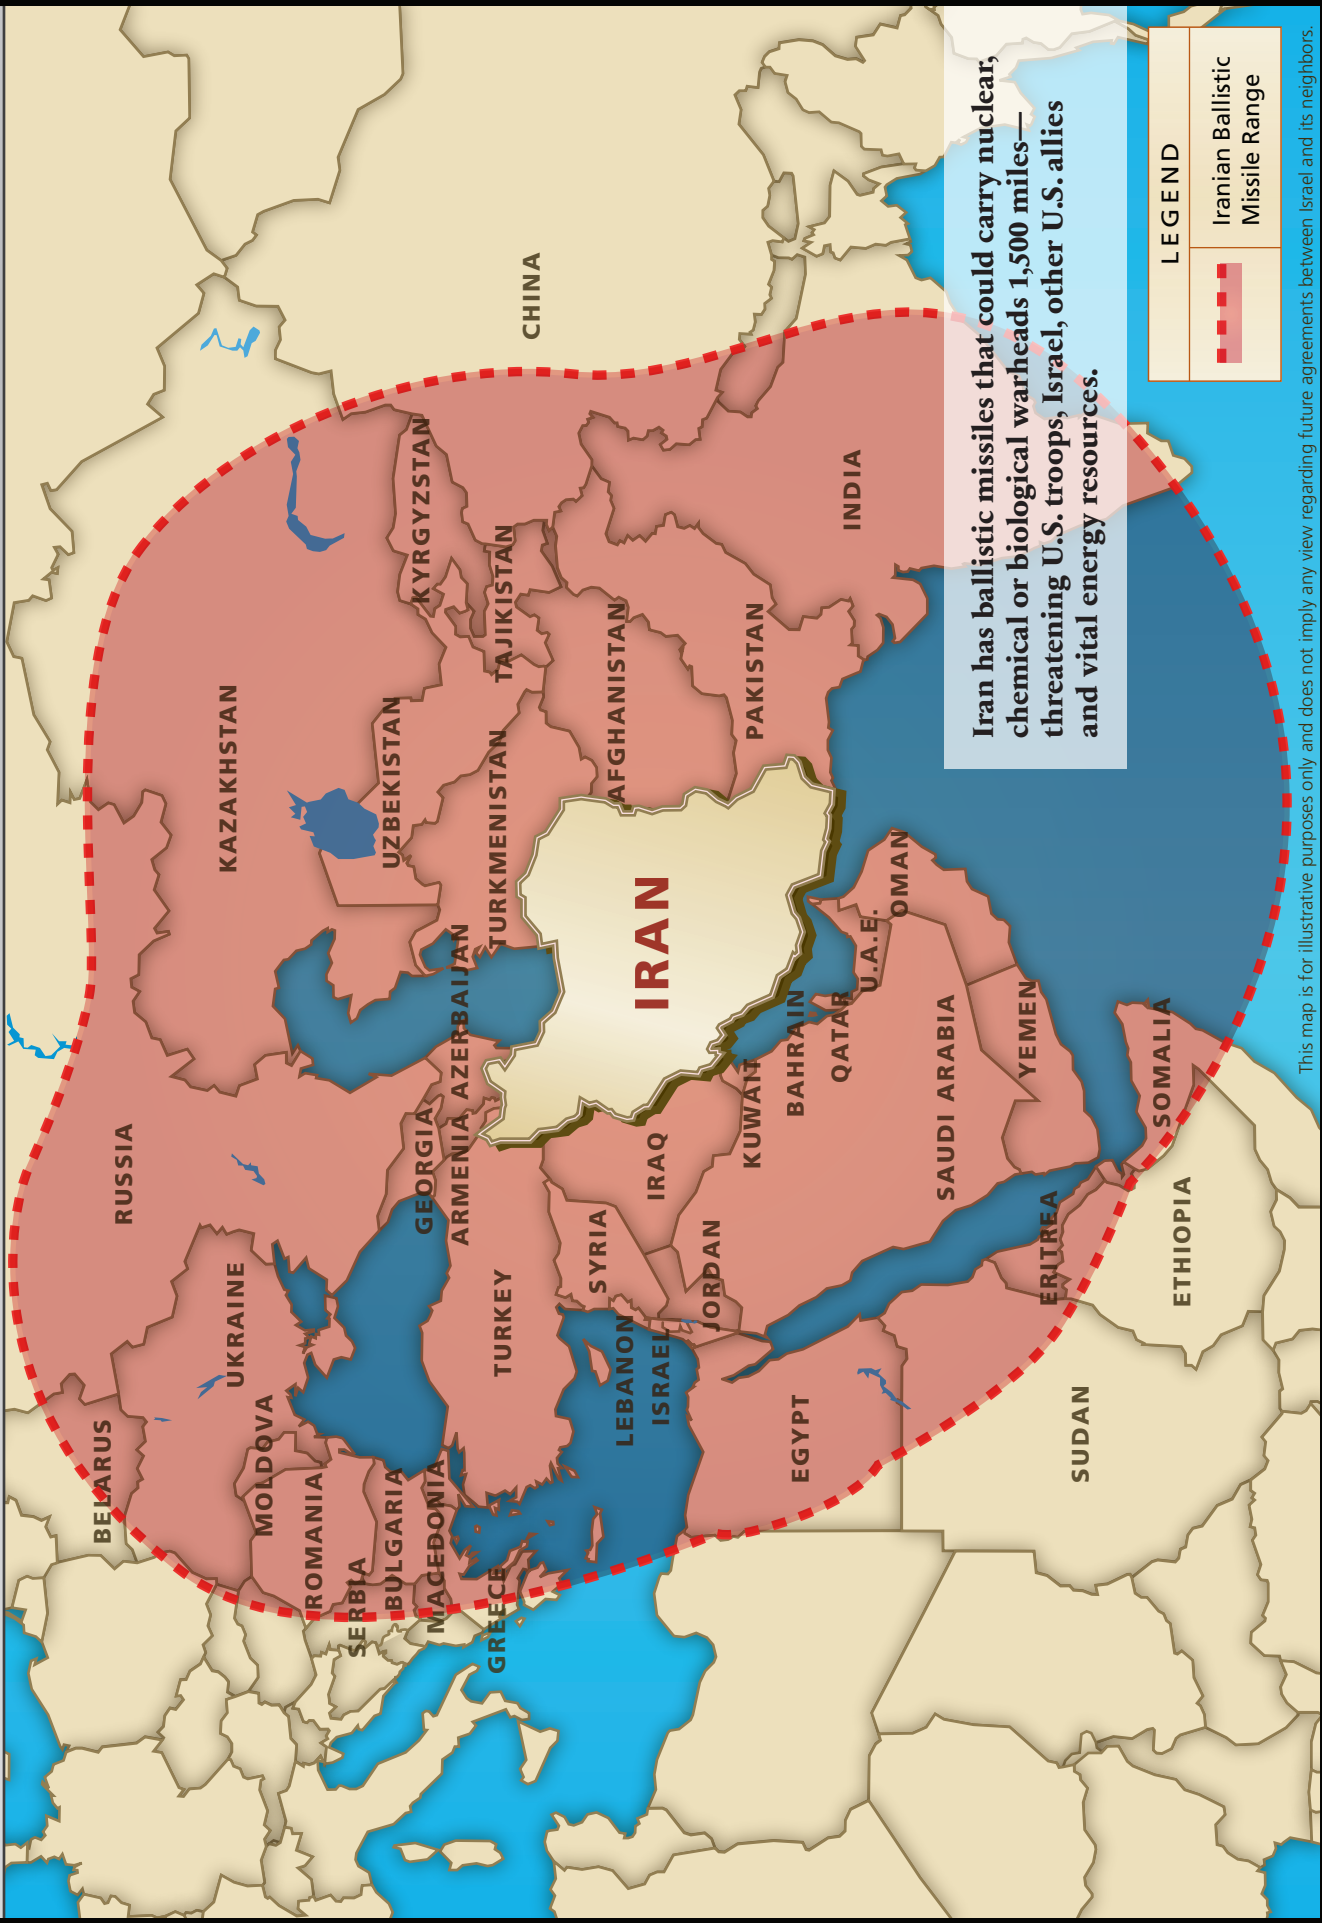 RUSSIA
BELARUS
UKRAINE
MOLDOVA
ROMANIA
SERBIA
BULGARIA
MACEDONIA
GREECE
KAZAKHSTAN
UZBEKISTAN
KYRGYZSTAN
TAJIKISTAN
TURKMENISTAN
CHINA
GEORGIA
ARMENIA
AZERBAIJAN
TURKEY
SYRIA
LEBANON
ISRAEL
JORDAN
IRAQ
IRAN
AFGHANISTAN
PAKISTAN
INDIA
KUWAIT
BAHRAIN
QATAR
U.A.E.
OMAN
SAUDI ARABIA
YEMEN
EGYPT
SUDAN
ERITREA
ETHIOPIA
SOMALIA
Iran has ballistic missiles that could carry nuclear,
chemical or biological warheads 1,500 miles—
threatening U.S. troops, Israel, other U.S. allies
and vital energy resources.
LEGEND
Iranian Ballistic
Missile Range
This map is for illustrative purposes only and does not imply any view regarding future agreements between Israel and its neighbors.